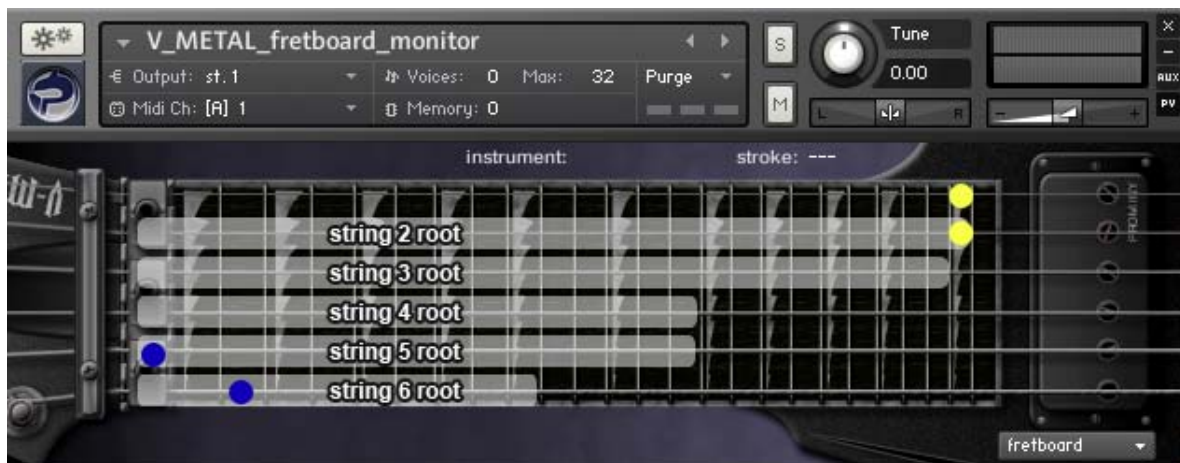 V_METAL_fretboard_monitor
S
Tune
Output: st. 1
Voices: 0 Max: 32
Purge
0.00
AUX
Midi Ch: [A] 1
Memory: 0
M
L R
PV
instrument: stroke: ---
string 2 root
string 3 root
string 4 root
string 5 root
string 6 root
fretboard